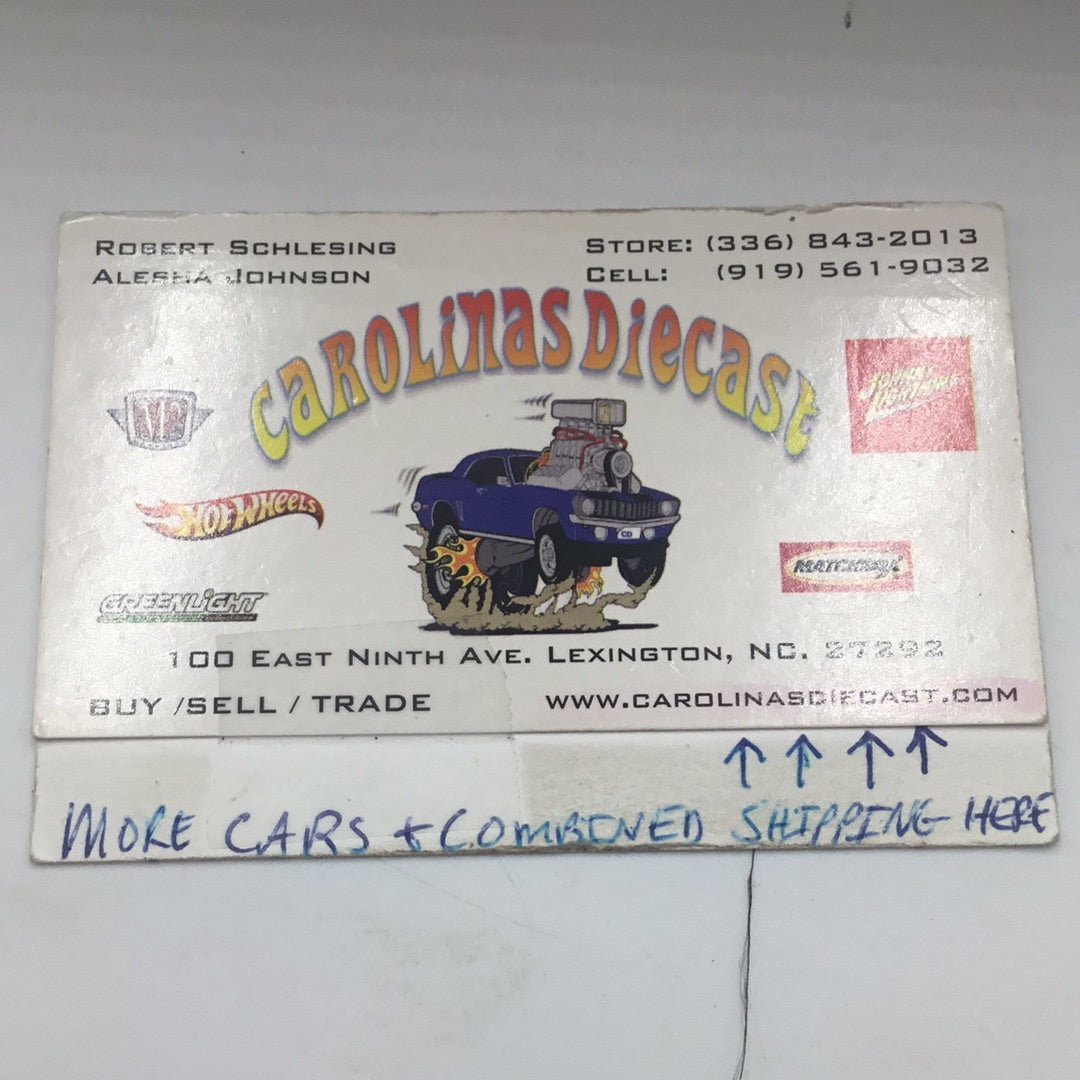 ROBERT SCHLESING
ALESHA JOHNSON
STORE: (336) 843-2013
CELL: (919) 561-9032
CAROLINAS DIECAST
HOT WHEELS
MATCHBOX
GREENLIGHT
100 EAST NINTH AVE. LEXINGTON, NC. 27292
BUY /SELL / TRADE
WWW.CAROLINASDIECAST.COM
↑ ↑ ↑ ↑
MORE CARS + COMBINED SHIPPING HERE